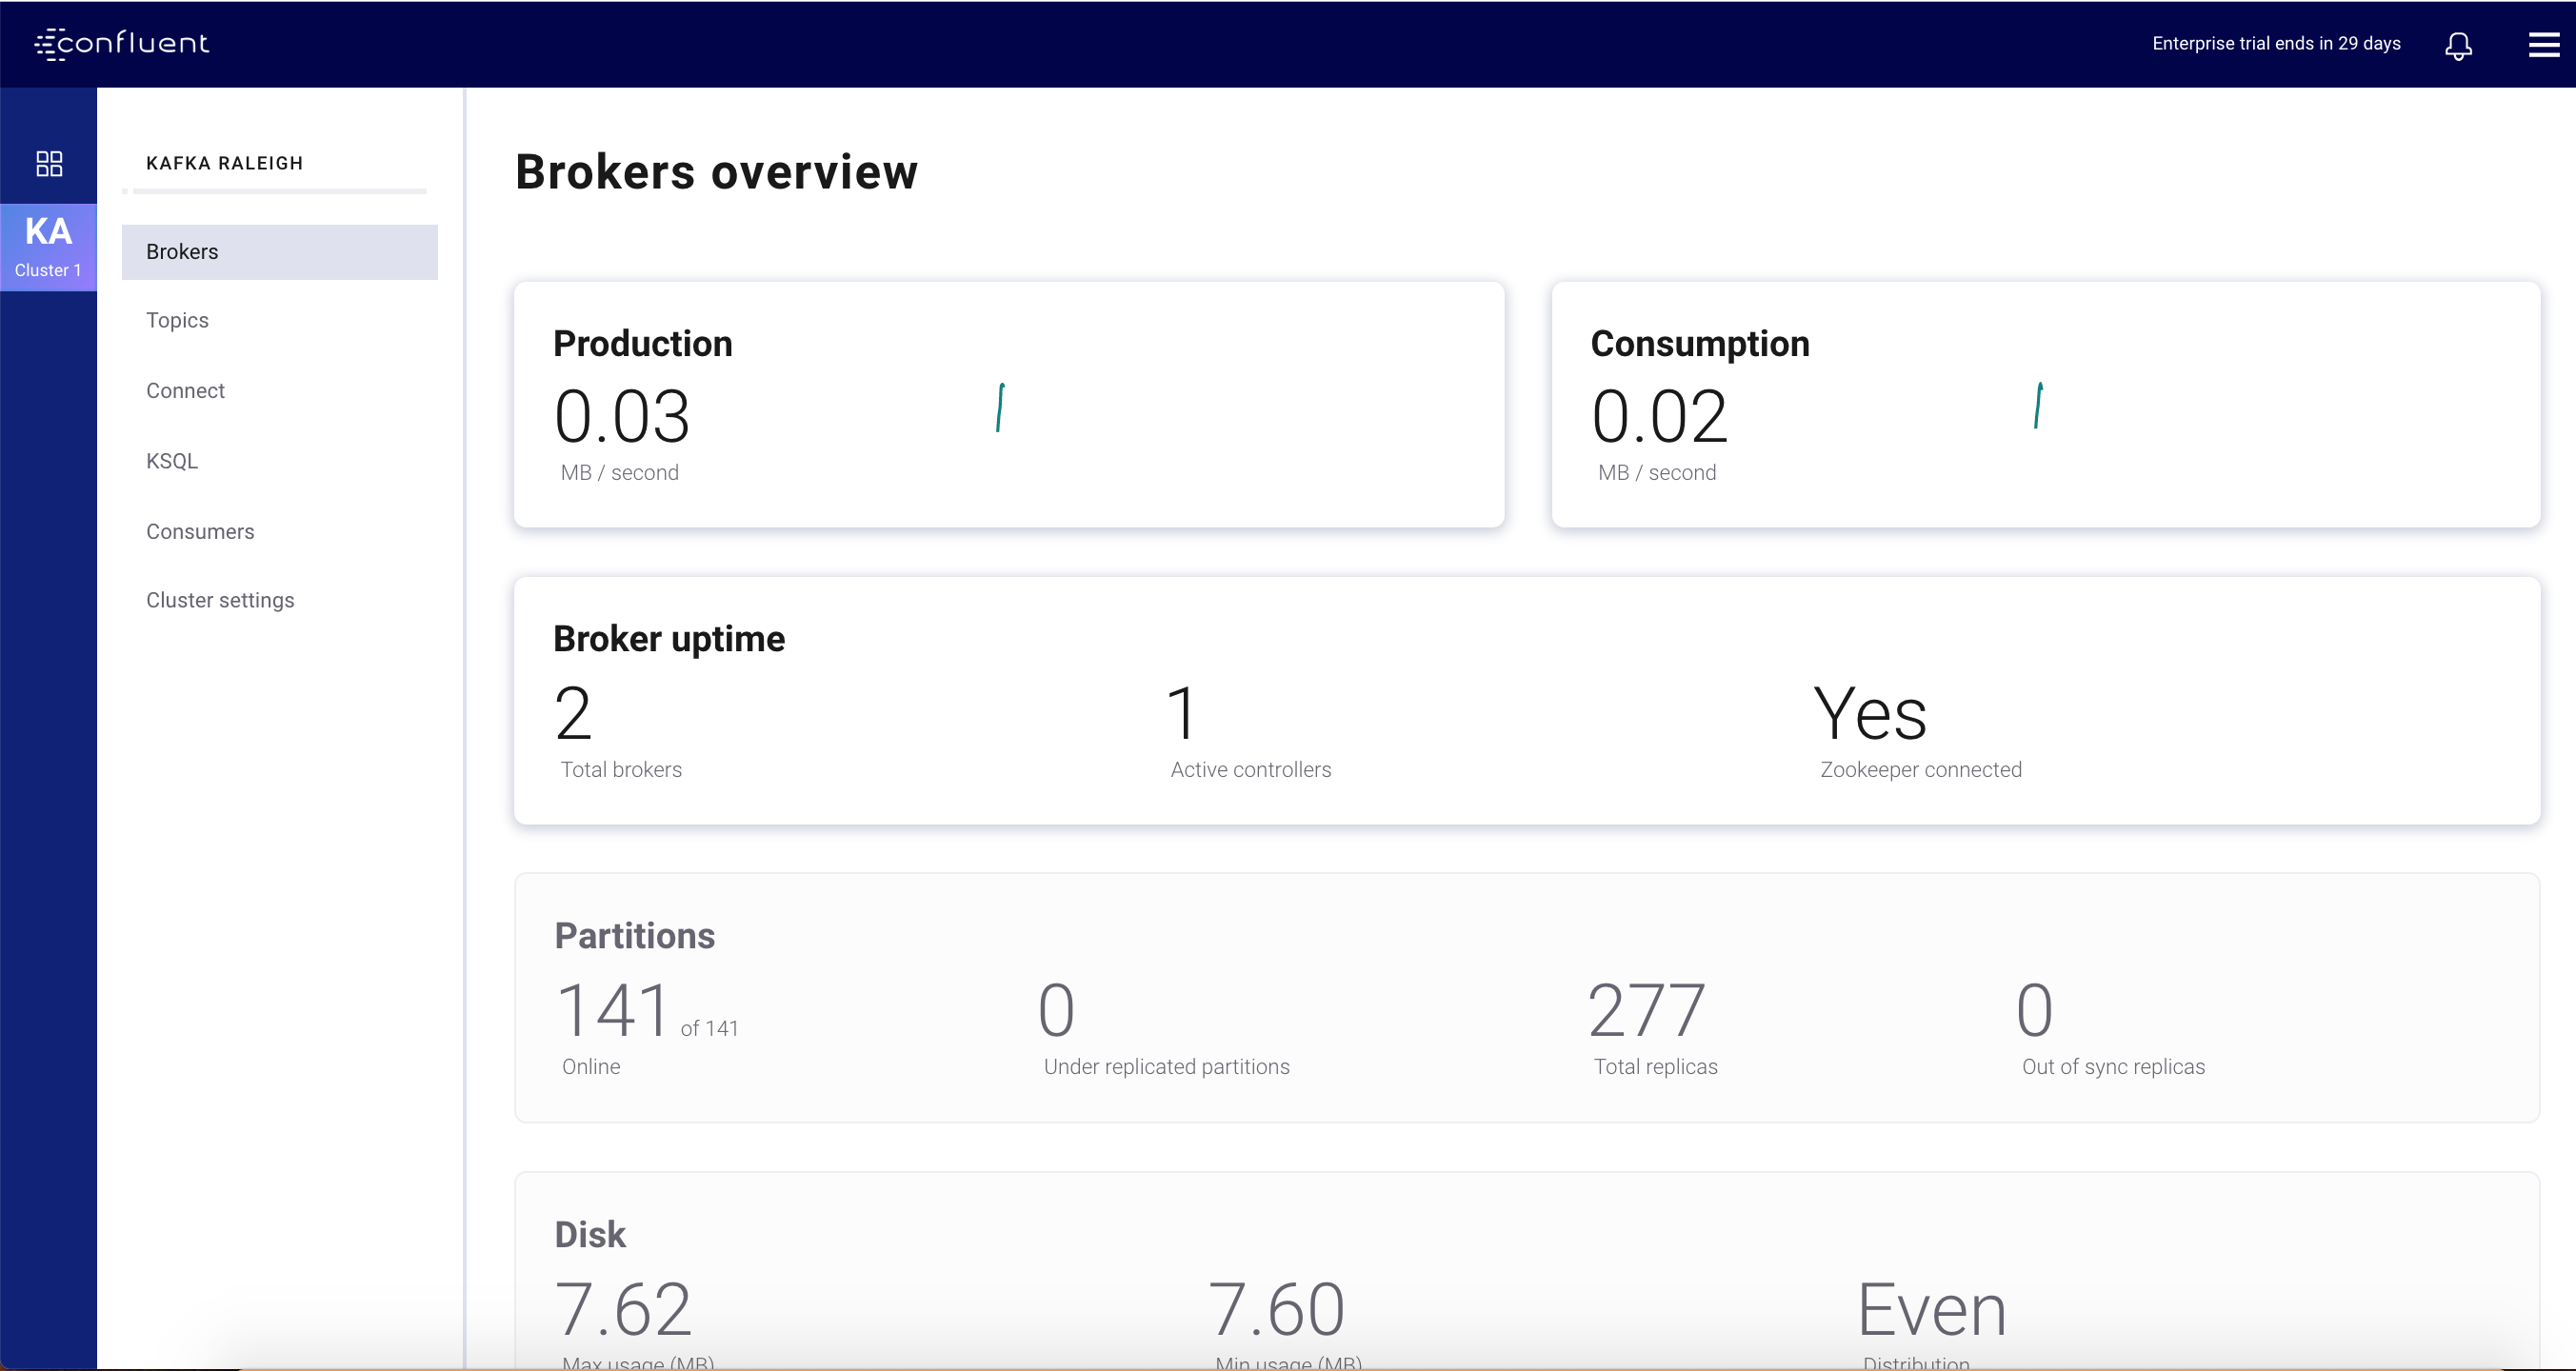 confluent
Enterprise trial ends in 29 days
KA
Cluster 1
KAFKA RALEIGH
Brokers
Topics
Connect
KSQL
Consumers
Cluster settings
Brokers overview
Production
0.03
MB / second
Consumption
0.02
MB / second
Broker uptime
2
Total brokers
1
Active controllers
Yes
Zookeeper connected
Partitions
141 of 141
Online
0
Under replicated partitions
277
Total replicas
0
Out of sync replicas
Disk
7.62
Max usage (MB)
7.60
Min usage (MB)
Even
Distribution